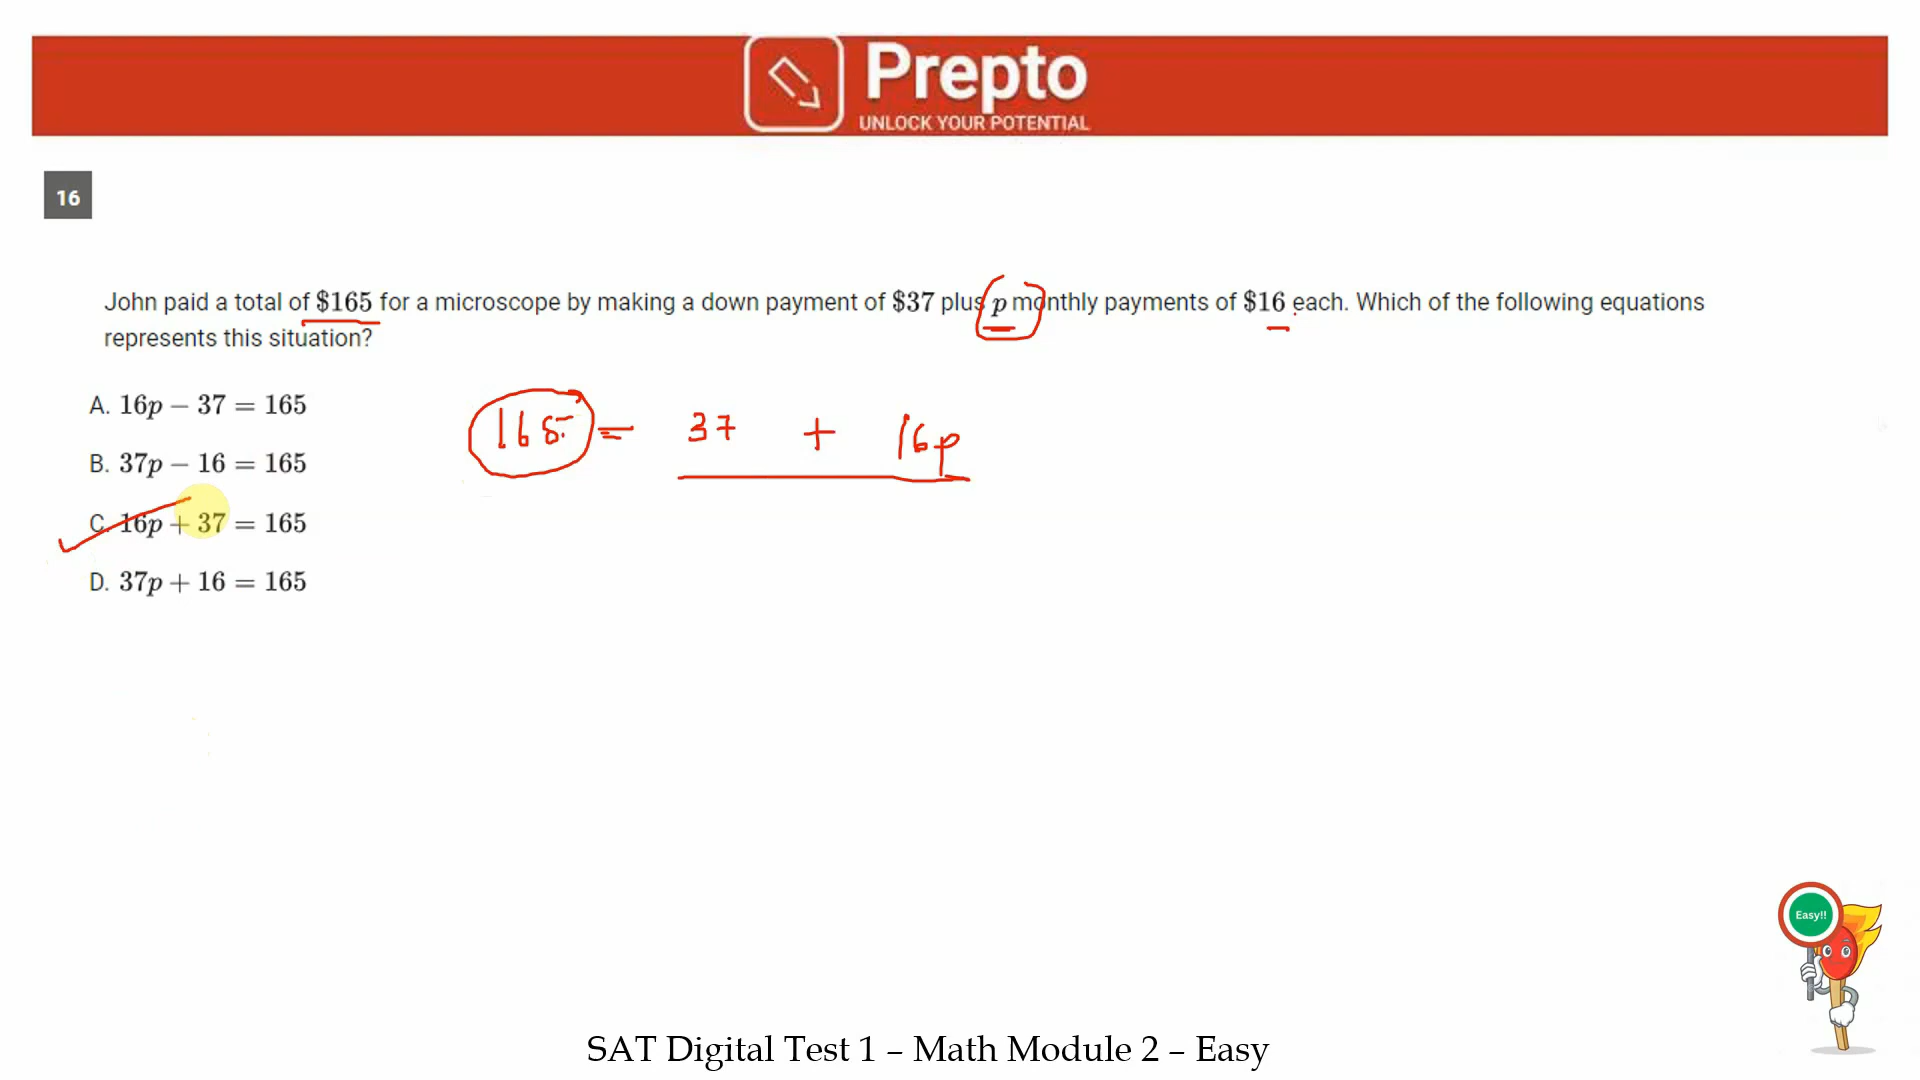 Prepto
UNLOCK YOUR POTENTIAL
16
John paid a total of $165 for a microscope by making a down payment of $37 plus p monthly payments of $16 each. Which of the following equations
represents this situation?
A. 16p − 37 = 165
B. 37p − 16 = 165
C. 16p + 37 = 165
D. 37p + 16 = 165
165 = 37 + 16p
Easy!!
SAT Digital Test 1 – Math Module 2 – Easy